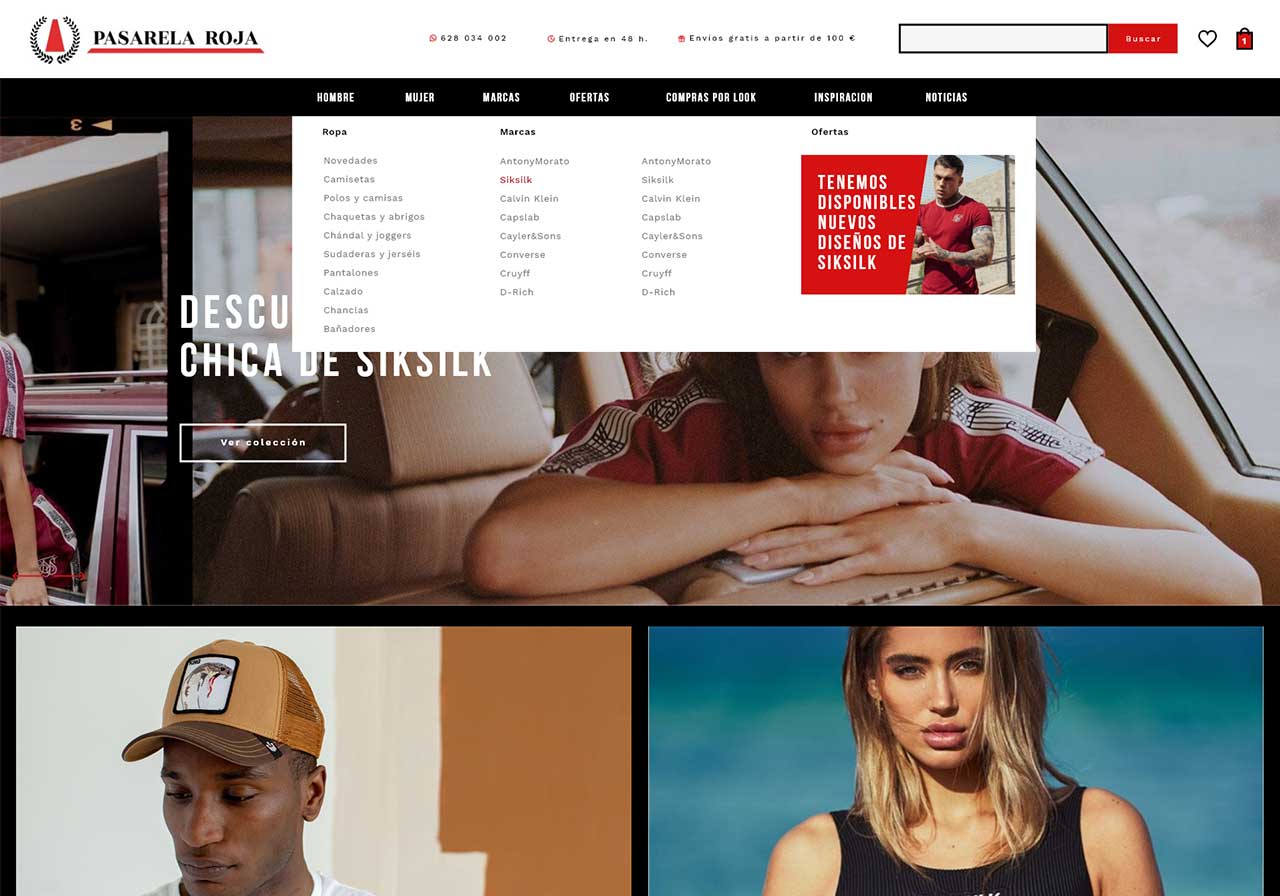 PASARELA ROJA
628 034 002
Entrega en 48 h.
Envíos gratis a partir de 100 €
Buscar
1
HOMBRE
MUJER
MARCAS
OFERTAS
COMPRAS POR LOOK
INSPIRACION
NOTICIAS
Ropa
Novedades
Camisetas
Polos y camisas
Chaquetas y abrigos
Chándal y joggers
Sudaderas y jerséis
Pantalones
Calzado
Chanclas
Bañadores
Marcas
AntonyMorato
Siksilk
Calvin Klein
Capslab
Cayler&Sons
Converse
Cruyff
D-Rich
AntonyMorato
Siksilk
Calvin Klein
Capslab
Cayler&Sons
Converse
Cruyff
D-Rich
Ofertas
TENEMOS
DISPONIBLES
NUEVOS
DISEÑOS DE
SIKSILK
3
DESCU
CHICA DE SIKSILK
Ver colección